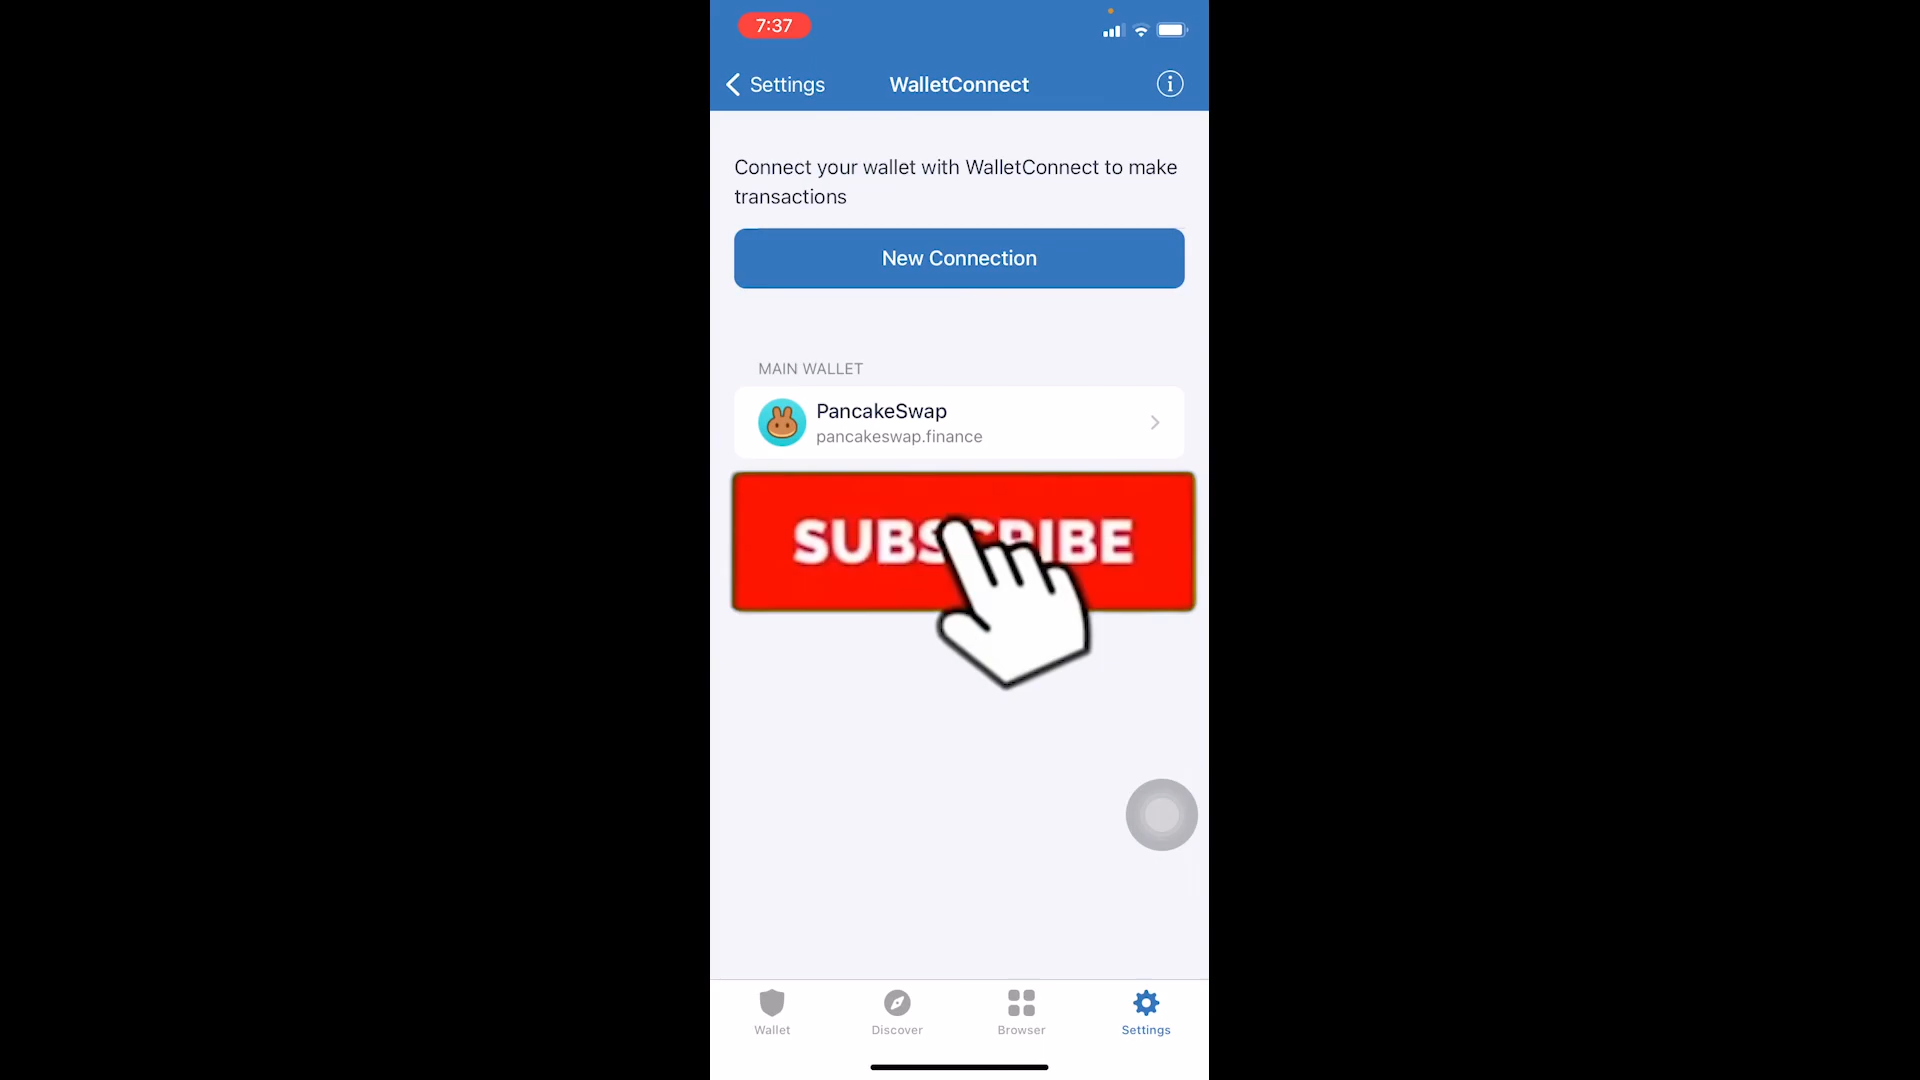 7:37
Settings
WalletConnect
Connect your wallet with WalletConnect to make
transactions
New Connection
MAIN WALLET
PancakeSwap
pancakeswap.finance
SUBSCRIBE
Wallet
Discover
Browser
Settings